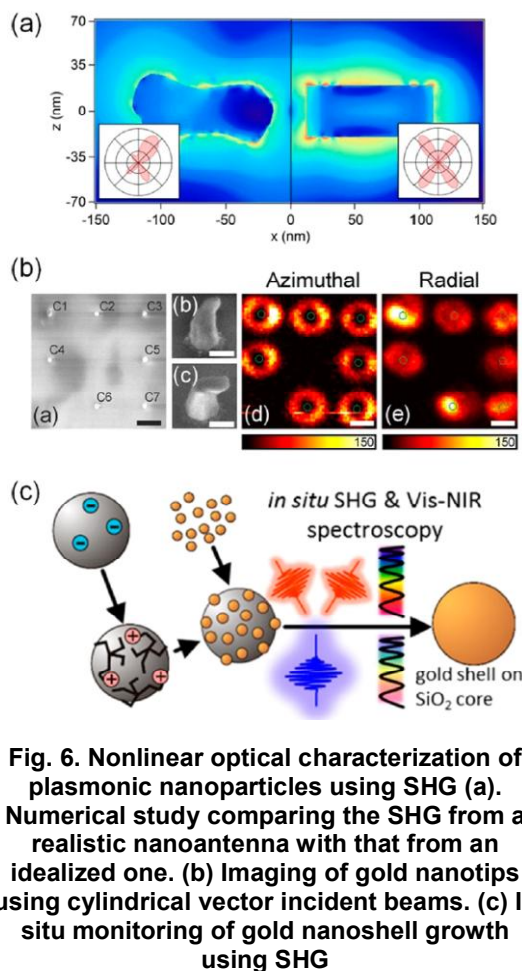 (a)
70
35
0
-35
-70
z (nm)
-150 -100 -50 0 50 100 150
x (nm)
(b)
Azimuthal Radial
C1 C2 C3
C4 C5
C6 C7
(a)
(b)
(c)
(d)
(e)
150 150
(c)
in situ SHG & Vis-NIR
spectroscopy
gold shell on
SiO₂ core
Fig. 6. Nonlinear optical characterization of
plasmonic nanoparticles using SHG (a).
Numerical study comparing the SHG from a
realistic nanoantenna with that from an
idealized one. (b) Imaging of gold nanotips
using cylindrical vector incident beams. (c) I
situ monitoring of gold nanoshell growth
using SHG